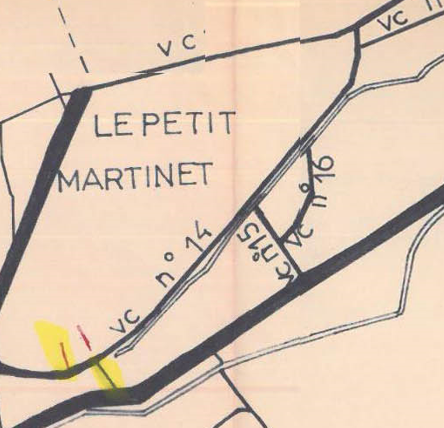 VC
VC n
LE PETIT
MARTINET
VC n° 14
VC n° 15
VC n° 16